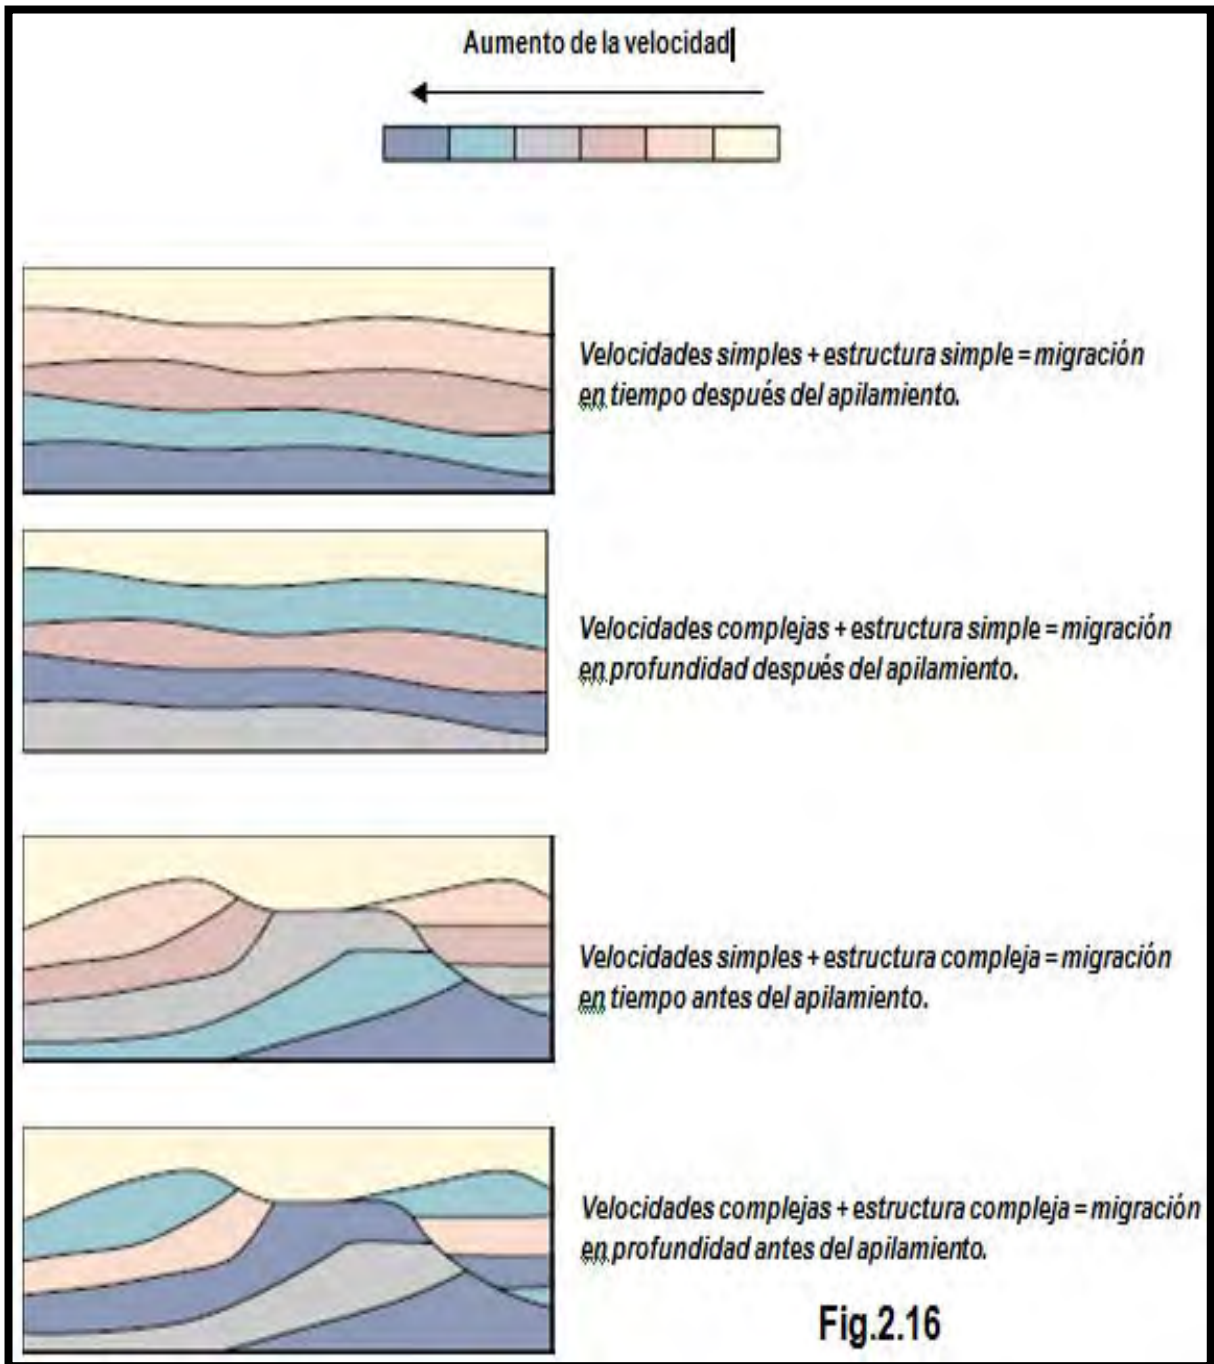 Aumento de la velocidad
Velocidades simples + estructura simple = migración
en tiempo después del apilamiento.
Velocidades complejas + estructura simple = migración
en profundidad después del apilamiento.
Velocidades simples + estructura compleja = migración
en tiempo antes del apilamiento.
Velocidades complejas + estructura compleja = migración
en profundidad antes del apilamiento.
Fig.2.16